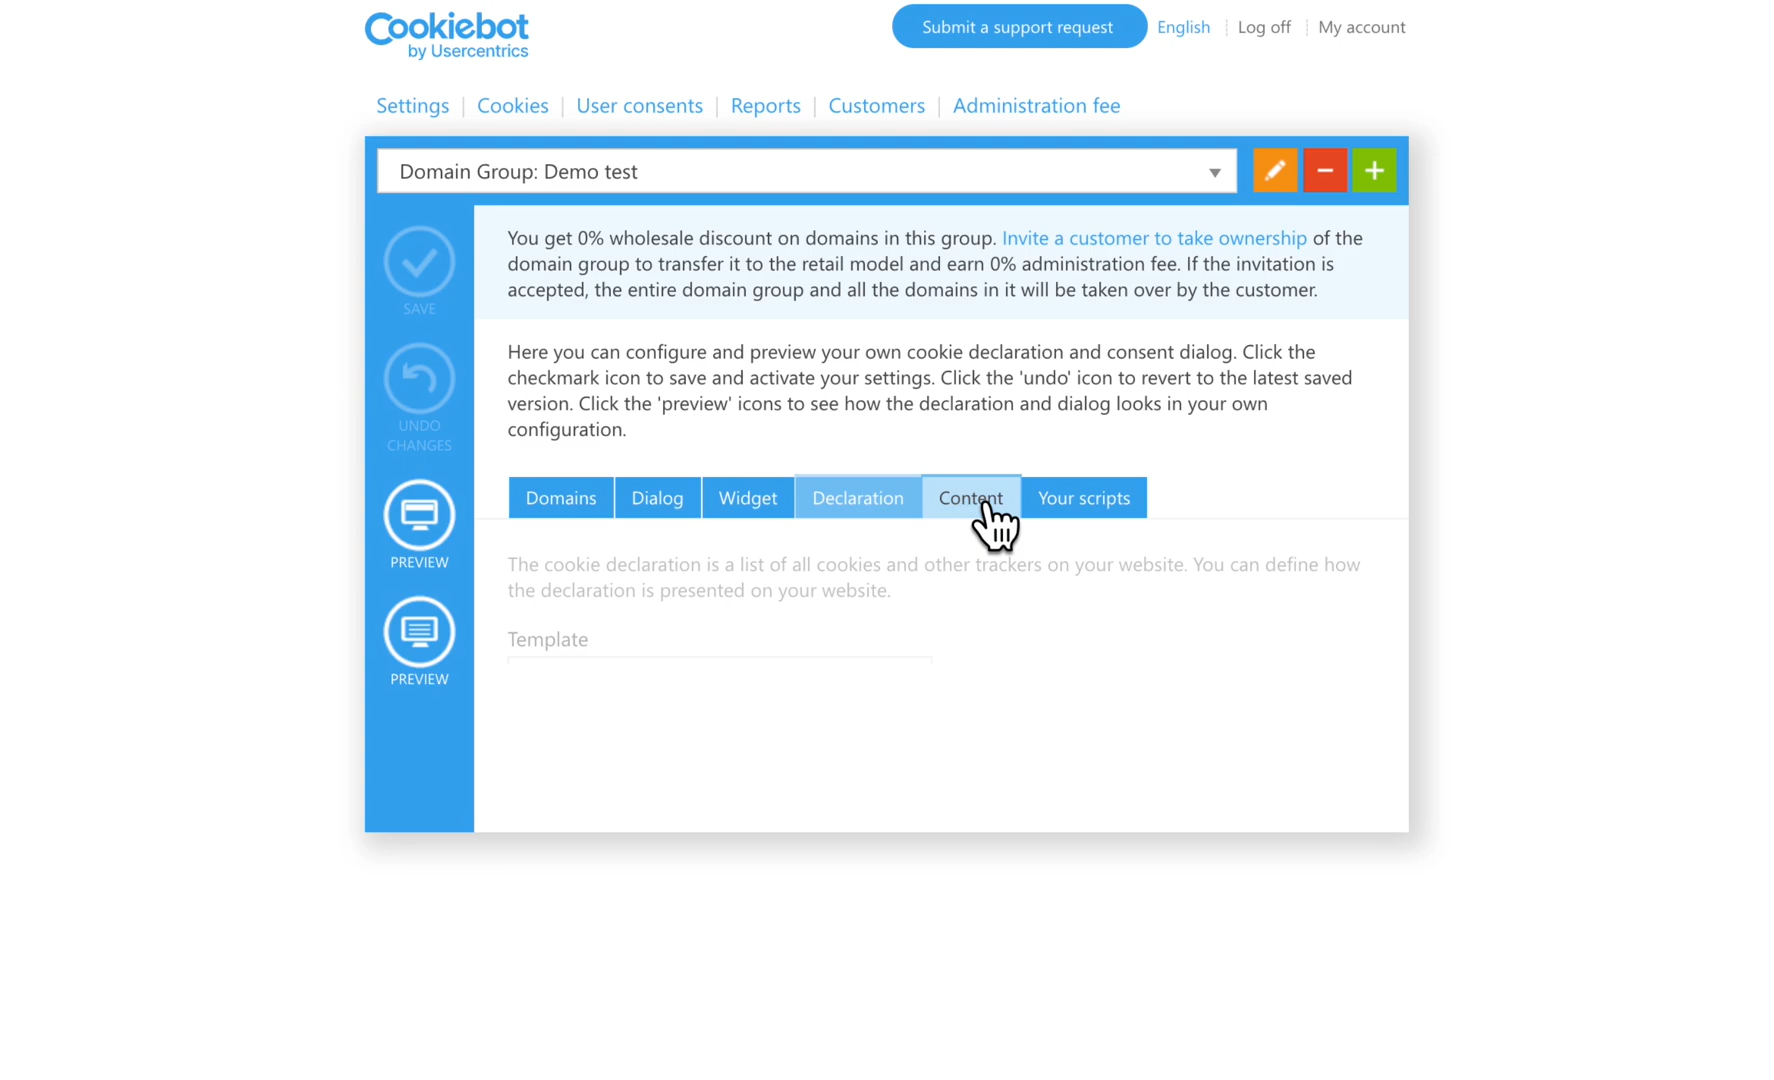 Cookiebot
by Usercentrics
Submit a support request
English
Log off
My account
Settings
Cookies
User consents
Reports
Customers
Administration fee
Domain Group: Demo test
SAVE
UNDO
CHANGES
PREVIEW
PREVIEW
You get 0% wholesale discount on domains in this group. Invite a customer to take ownership of the
domain group to transfer it to the retail model and earn 0% administration fee. If the invitation is
accepted, the entire domain group and all the domains in it will be taken over by the customer.
Here you can configure and preview your own cookie declaration and consent dialog. Click the
checkmark icon to save and activate your settings. Click the 'undo' icon to revert to the latest saved
version. Click the 'preview' icons to see how the declaration and dialog looks in your own
configuration.
Domains
Dialog
Widget
Declaration
Content
Your scripts
The cookie declaration is a list of all cookies and other trackers on your website. You can define how
the declaration is presented on your website.
Template